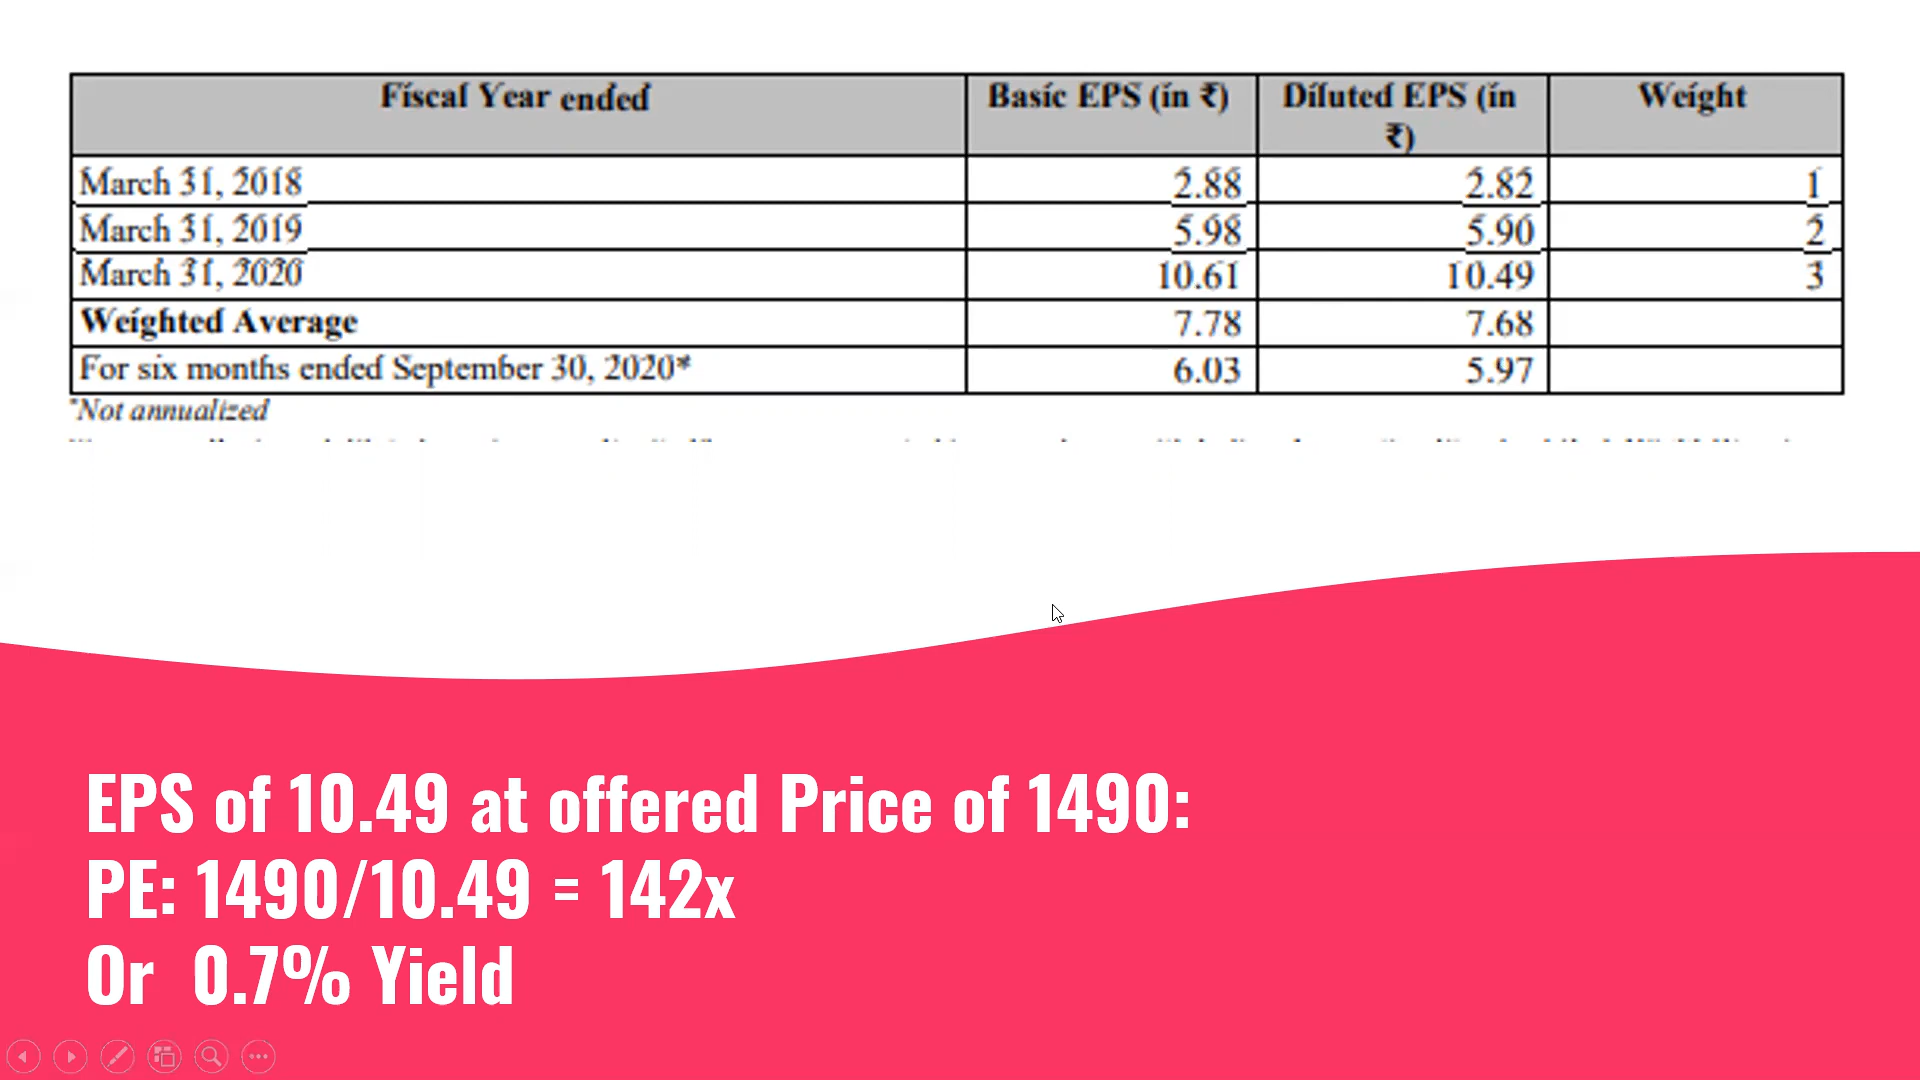 Fiscal Year ended Basic EPS (in ₹) Diluted EPS (in ₹) Weight
March 31, 2018 2.88 2.82 1
March 31, 2019 5.98 5.90 2
March 31, 2020 10.61 10.49 3
Weighted Average 7.78 7.68
For six months ended September 30, 2020* 6.03 5.97
*Not annualized
EPS of 10.49 at offered Price of 1490:
PE: 1490/10.49 = 142x
Or 0.7% Yield